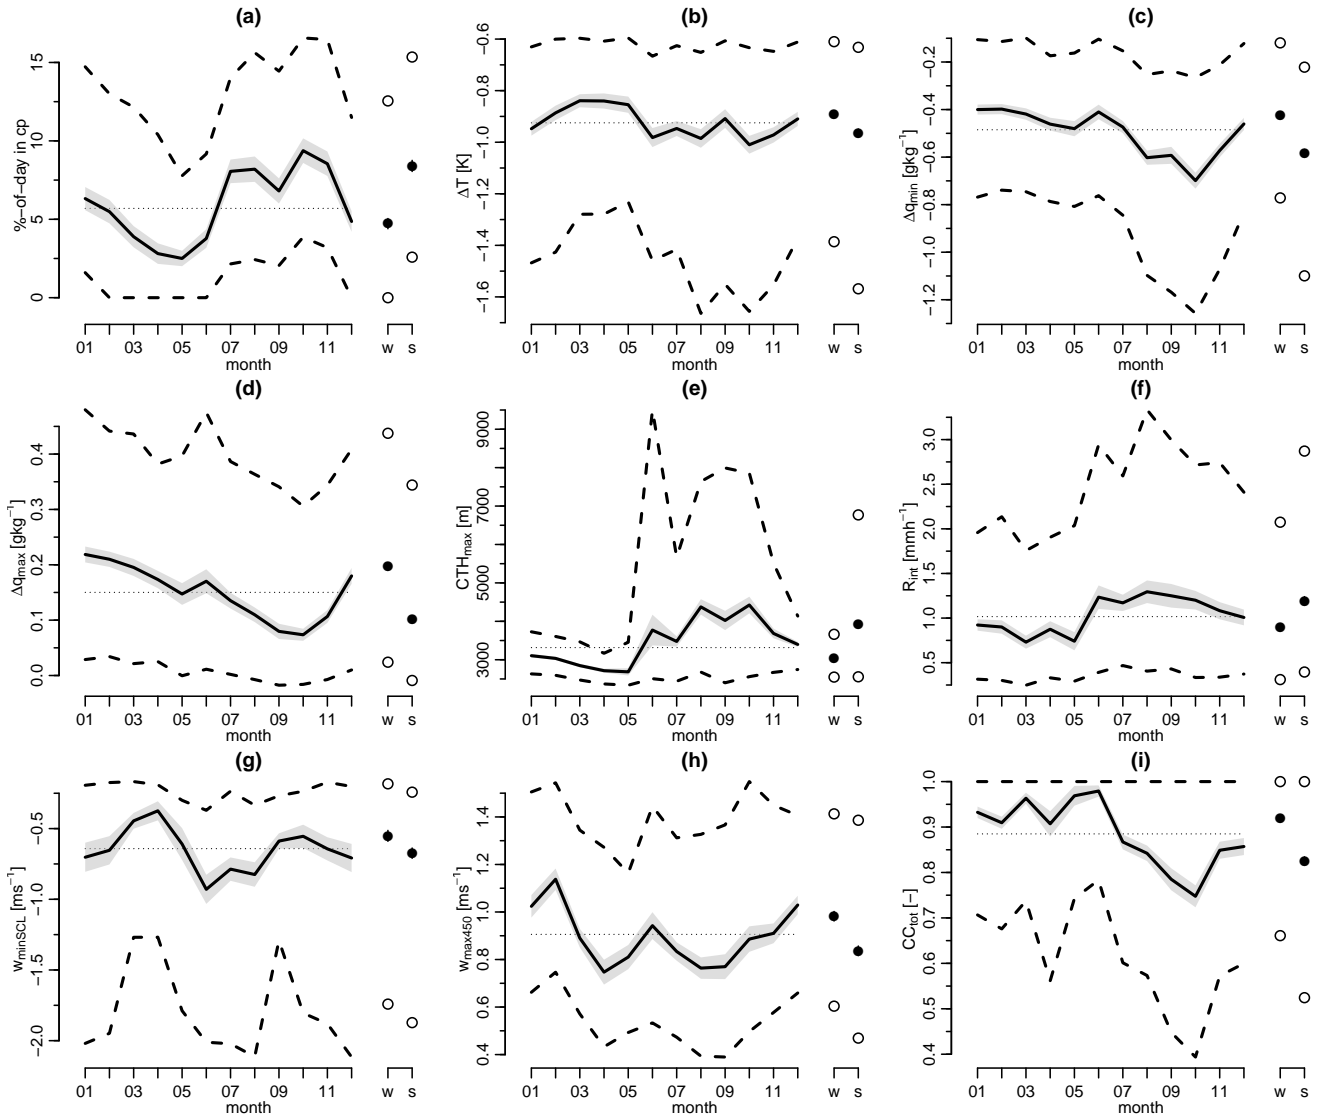 (a)
%−of−day in cp
15
10
5
0
01 03 05 07 09 11 w s
month
(b)
ΔT [K]
−0.6
−0.8
−1.0
−1.2
−1.4
−1.6
01 03 05 07 09 11 w s
month
(c)
Δqmin [gkg−1]
−0.2
−0.4
−0.6
−0.8
−1.0
−1.2
01 03 05 07 09 11 w s
month
(d)
Δqmax [gkg−1]
0.4
0.3
0.2
0.1
0.0
01 03 05 07 09 11 w s
month
(e)
CTHmax [m]
9000
7000
5000
3000
01 03 05 07 09 11 w s
month
(f)
Rint [mmh−1]
3.0
2.5
2.0
1.5
1.0
0.5
01 03 05 07 09 11 w s
month
(g)
wminSCL [ms−1]
−0.5
−1.0
−1.5
−2.0
01 03 05 07 09 11 w s
month
(h)
wmax450 [ms−1]
1.4
1.2
1.0
0.8
0.6
0.4
01 03 05 07 09 11 w s
month
(i)
CCtot [−]
1.0
0.9
0.8
0.7
0.6
0.5
0.4
01 03 05 07 09 11 w s
month